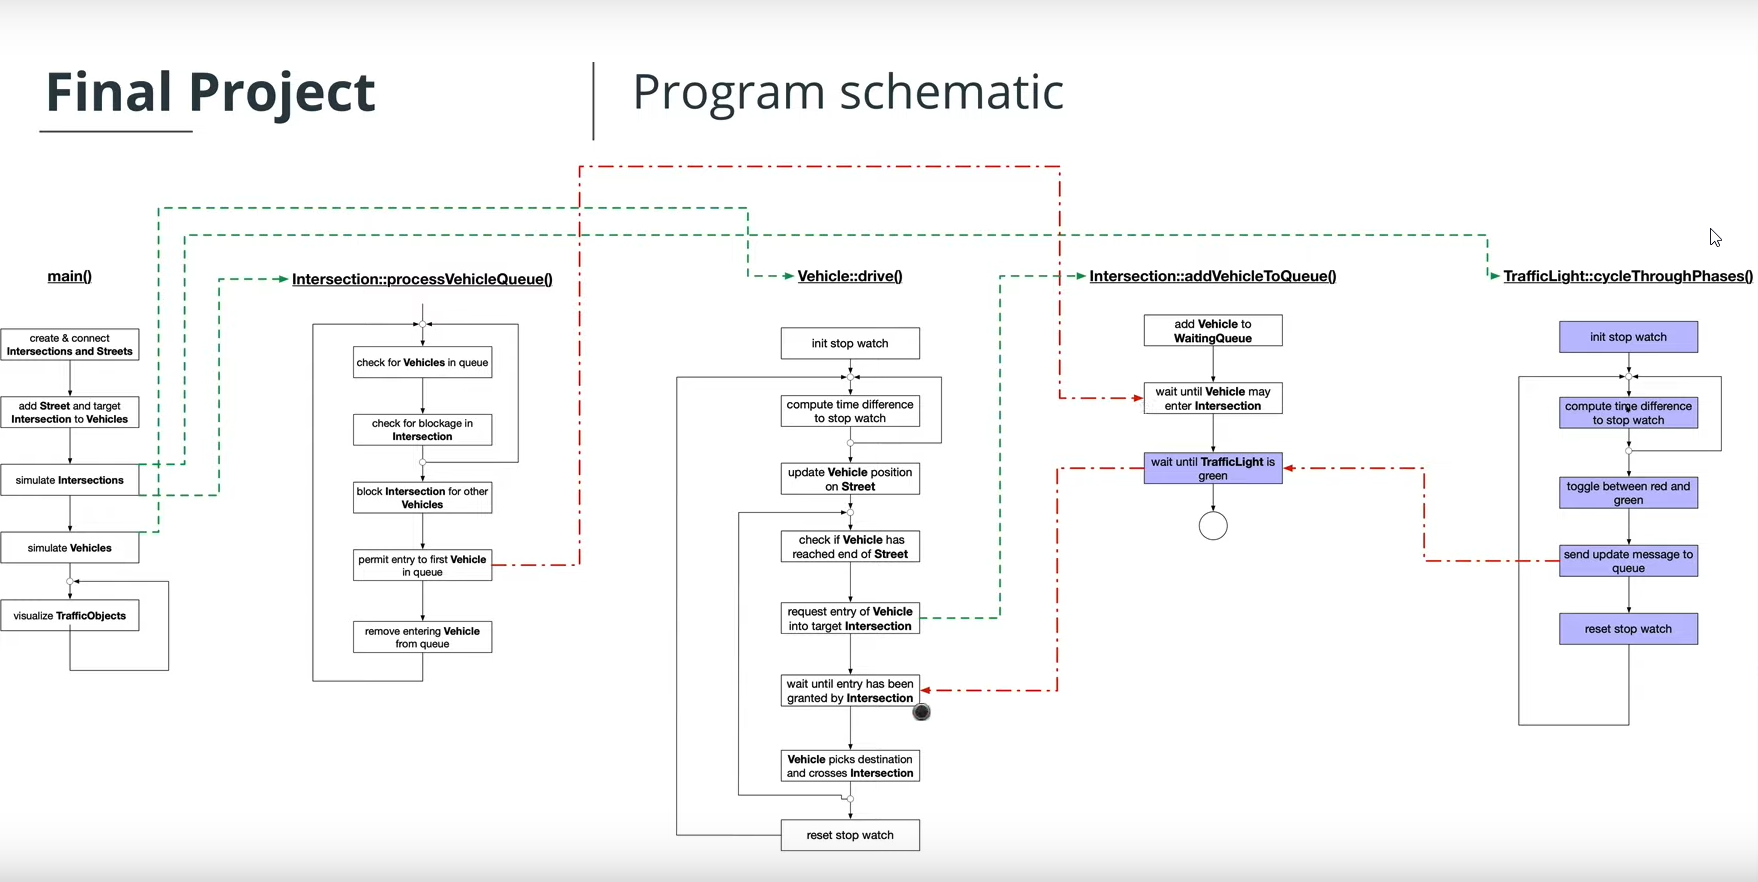 Final Project
Program schematic
main()
create & connect
Intersections and Streets
add Street and target
Intersection to Vehicles
simulate Intersections
simulate Vehicles
visualize TrafficObjects
Intersection::processVehicleQueue()
check for Vehicles in queue
check for blockage in
Intersection
block Intersection for other
Vehicles
permit entry to first Vehicle
in queue
remove entering Vehicle
from queue
Vehicle::drive()
init stop watch
compute time difference
to stop watch
update Vehicle position
on Street
check if Vehicle has
reached end of Street
request entry of Vehicle
into target Intersection
wait until entry has been
granted by Intersection
Vehicle picks destination
and crosses Intersection
reset stop watch
Intersection::addVehicleToQueue()
add Vehicle to
WaitingQueue
wait until Vehicle may
enter Intersection
wait until TrafficLight is
green
TrafficLight::cycleThroughPhases()
init stop watch
compute time difference
to stop watch
toggle between red and
green
send update message to
queue
reset stop watch